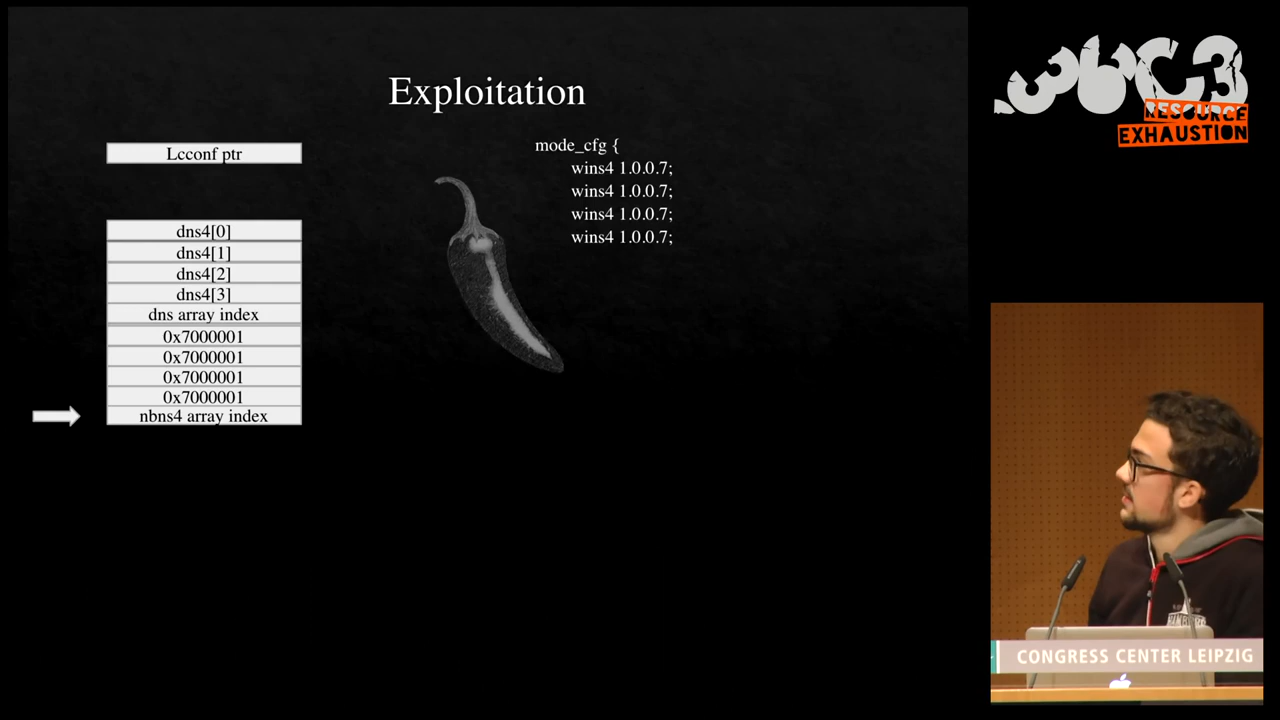 Exploitation
Lcconf ptr
dns4[0]
dns4[1]
dns4[2]
dns4[3]
dns array index
0x7000001
0x7000001
0x7000001
0x7000001
nbns4 array index
mode_cfg {
wins4 1.0.0.7;
wins4 1.0.0.7;
wins4 1.0.0.7;
wins4 1.0.0.7;
36C3
RESOURCE
EXHAUSTION
CONGRESS CENTER LEIPZIG